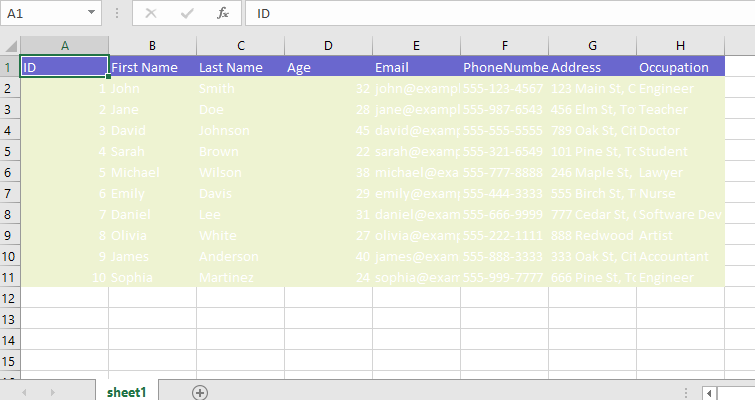 A1 fx ID
A B C D E F G H
1 ID First Name Last Name Age Email PhoneNumbe Address Occupation
2 1 John Smith 32 john@exampl 555-123-4567 123 Main St, C Engineer
3 2 Jane Doe 28 jane@exampl 555-987-6543 456 Elm St, To Teacher
4 3 David Johnson 45 david@exam 555-555-5555 789 Oak St, Cit Doctor
5 4 Sarah Brown 22 sarah@exam 555-321-6549 101 Pine St, To Student
6 5 Michael Wilson 38 michael@exa 555-777-8888 246 Maple St, Lawyer
7 6 Emily Davis 29 emily@exam 555-444-3333 555 Birch St, T Nurse
8 7 Daniel Lee 31 daniel@exam 555-666-9999 777 Cedar St, Software Dev
9 8 Olivia White 27 olivia@exam 555-222-1111 888 Redwood Artist
10 9 James Anderson 40 james@exam 555-888-3333 333 Oak St, Cit Accountant
11 10 Sophia Martinez 24 sophia@exam 555-999-7777 666 Pine St, To Engineer
12
13
14
15
sheet1